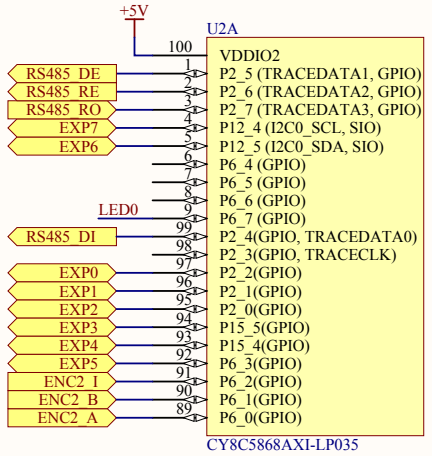 +5V
U2A
100 VDDIO2
RS485_DE 1 P2_5 (TRACEDATA1, GPIO)
RS485_RE 2 P2_6 (TRACEDATA2, GPIO)
RS485_RO 3 P2_7 (TRACEDATA3, GPIO)
EXP7 4 P12_4 (I2C0_SCL, SIO)
EXP6 5 P12_5 (I2C0_SDA, SIO)
6 P6_4 (GPIO)
7 P6_5 (GPIO)
8 P6_6 (GPIO)
LED0 9 P6_7 (GPIO)
RS485_DI 99 P2_4(GPIO, TRACEDATA0)
98 P2_3(GPIO, TRACECLK)
EXP0 97 P2_2(GPIO)
EXP1 96 P2_1(GPIO)
EXP2 95 P2_0(GPIO)
EXP3 94 P15_5(GPIO)
EXP4 93 P15_4(GPIO)
EXP5 92 P6_3(GPIO)
ENC2_I 91 P6_2(GPIO)
ENC2_B 90 P6_1(GPIO)
ENC2_A 89 P6_0(GPIO)
CY8C5868AXI-LP035